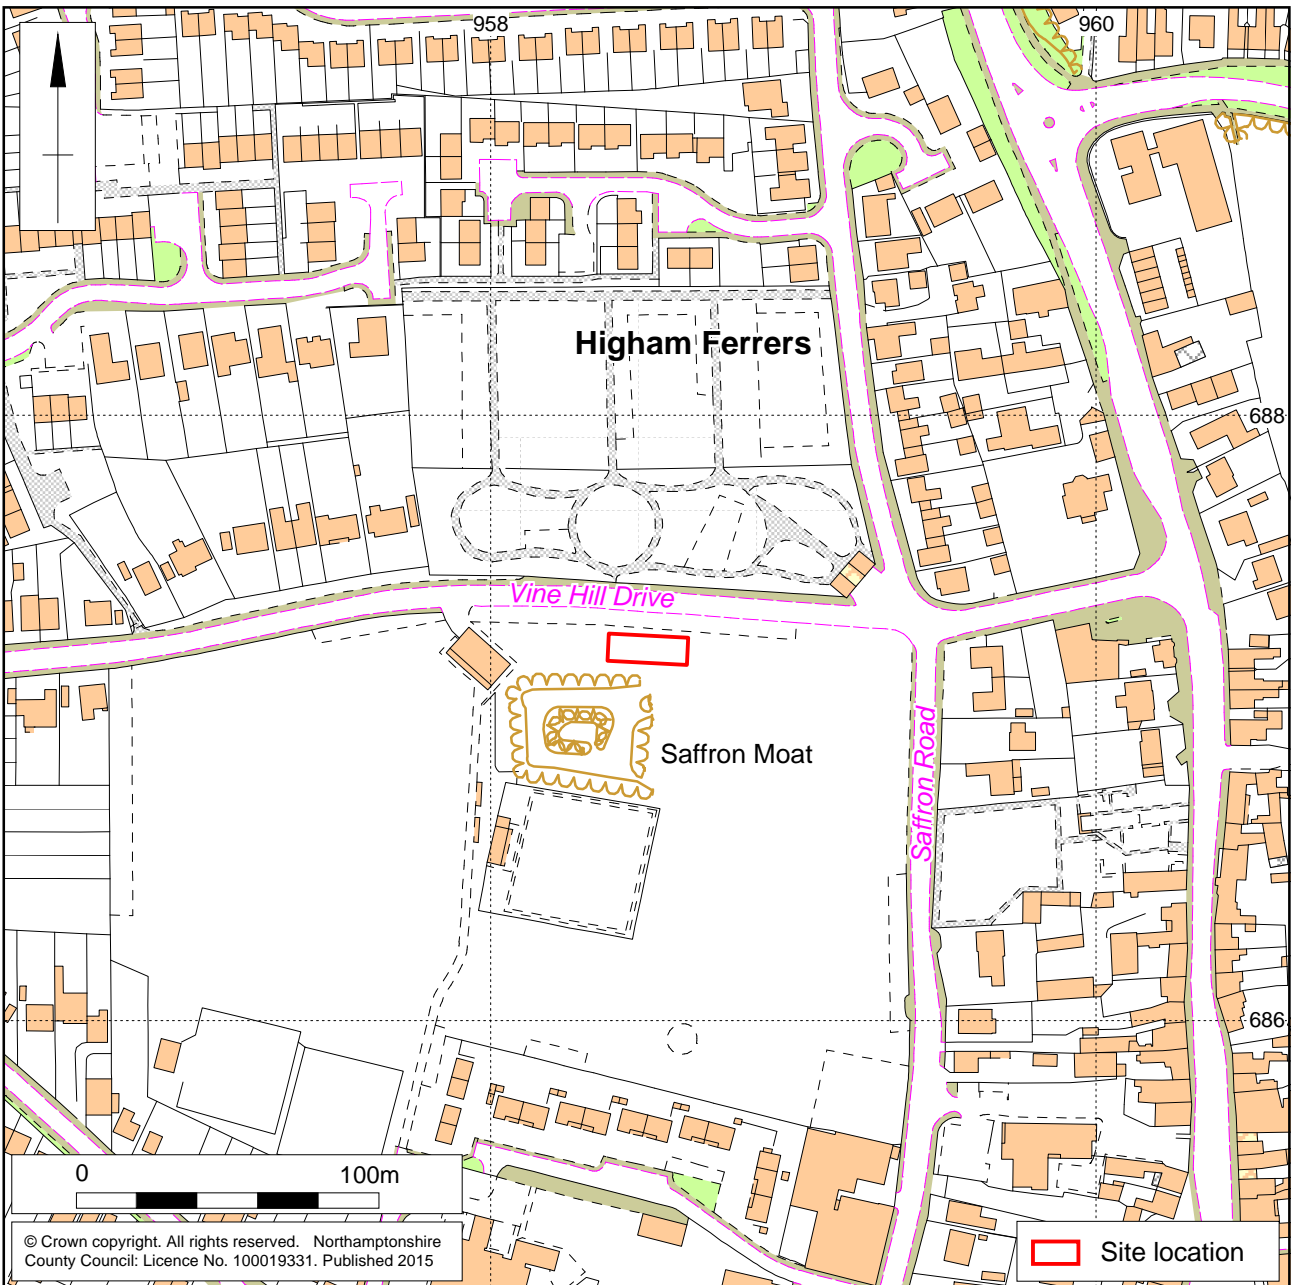 958
960
Higham Ferrers
688
Vine Hill Drive
Saffron Road
Saffron Moat
686
0 100m
© Crown copyright. All rights reserved. Northamptonshire
County Council: Licence No. 100019331. Published 2015
Site location